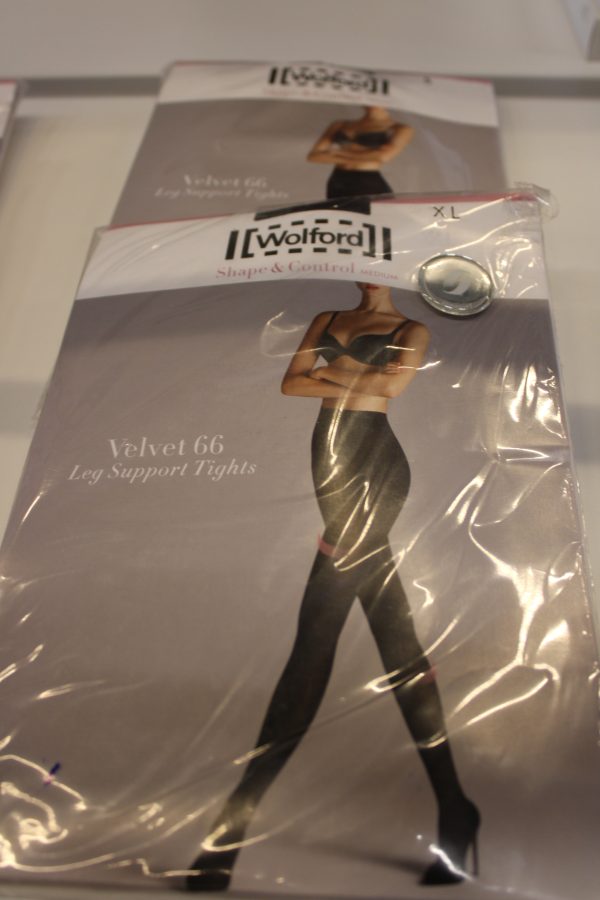 [Wolford]
Velvet 66
Leg Support Tights
XL
[Wolford]
Shape & Control MEDIUM
Velvet 66
Leg Support Tights